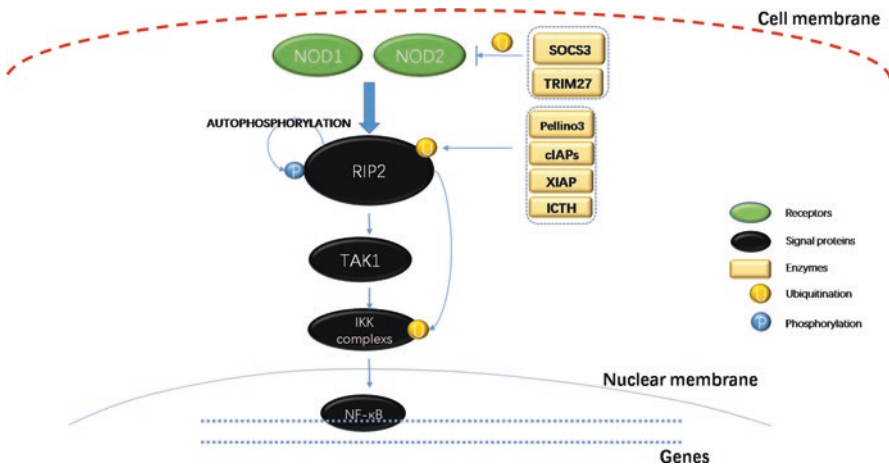 Cell membrane
NOD1
NOD2
U
SOCS3
TRIM27
AUTOPHOSPHORYLATION
Pellino3
cIAPs
XIAP
ICTH
U
P
RIP2
TAK1
IKK
complexs
U
Receptors
Signal proteins
Enzymes
U
Ubiquitination
P
Phosphorylation
Nuclear membrane
NF-κB
Genes